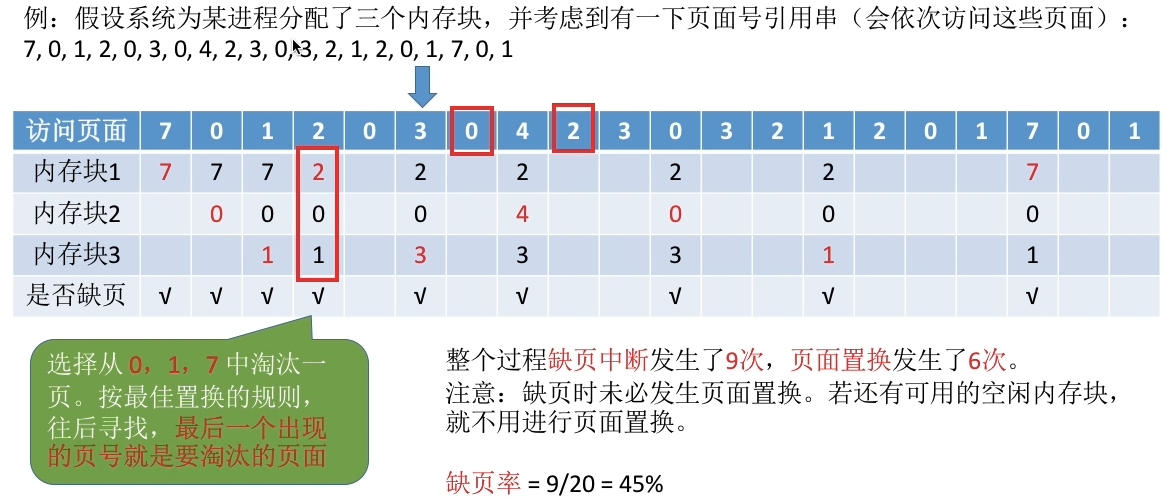 例：假设系统为某进程分配了三个内存块，并考虑到有一下页面号引用串（会依次访问这些页面）：
7, 0, 1, 2, 0, 3, 0, 4, 2, 3, 0, 3, 2, 1, 2, 0, 1, 7, 0, 1
访问页面 7 0 1 2 0 3 0 4 2 3 0 3 2 1 2 0 1 7 0 1
内存块1 7 7 7 2 2 2 2 2 7
内存块2 0 0 0 0 4 0 0 0
内存块3 1 1 3 3 3 1 1
是否缺页 √ √ √ √ √ √ √ √ √
选择从 0，1，7 中淘汰一
页。按最佳置换的规则，
往后寻找，最后一个出现
的页号就是要淘汰的页面
整个过程缺页中断发生了9次，页面置换发生了6次。
注意：缺页时未必发生页面置换。若还有可用的空闲内存块，
就不用进行页面置换。
缺页率 = 9/20 = 45%